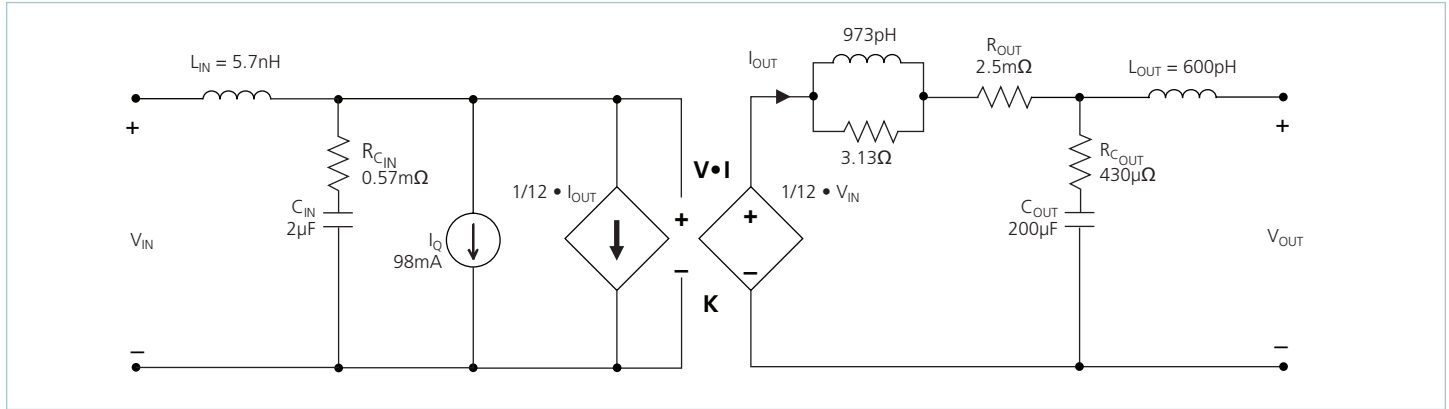 L_IN = 5.7nH
+
R_C_IN
0.57mΩ
C_IN
2µF
V_IN
I_Q
98mA
1/12 • I_OUT
V•I
+
–
K
–
I_OUT
973pH
3.13Ω
R_OUT
2.5mΩ
L_OUT = 600pH
+
1/12 • V_IN
+
–
R_C_OUT
430µΩ
C_OUT
200µF
V_OUT
–